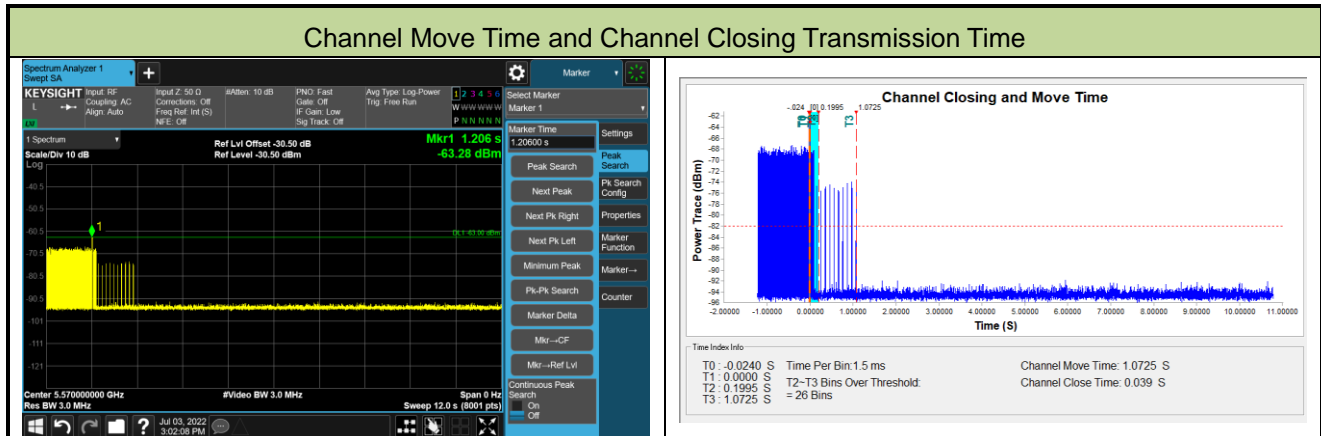 Channel Move Time and Channel Closing Transmission Time
Spectrum Analyzer 1
Swept SA
Marker
KEYSIGHT
L
Input: RF
Coupling: AC
Align: Auto
Input Z: 50 Ω
Corrections: Off
Freq Ref: Int (S)
NFE: Off
#Atten: 10 dB
PNO: Fast
Gate: Off
IF Gain: Low
Sig Track: Off
Avg Type: Log-Power
Trig: Free Run
1 2 3 4 5 6
W W W W W W
P N N N N N
1 Spectrum
Scale/Div 10 dB
Log
Ref Lvl Offset -30.50 dB
Ref Level -30.50 dBm
Mkr1 1.206 s
-63.28 dBm
-40.5
-50.5
-60.5
-70.5
-80.5
-90.5
-101
-111
-121
1
Center 5.570000000 GHz
Res BW 3.0 MHz
#Video BW 3.0 MHz
Span 0 Hz
Sweep 12.0 s (8001 pts)
Select Marker
Marker 1
Marker Time
1.20600 s
Peak Search
Next Peak
Next Pk Right
Next Pk Left
Minimum Peak
Pk-Pk Search
Marker Delta
Mkr→CF
Mkr→Ref Lvl
Continuous Peak
Search
On
Off
Settings
Peak
Search
Pk Search
Config
Properties
Marker
Function
Marker→
Counter
?
Jul 03, 2022
3:02:08 PM
Channel Closing and Move Time
-.024 [0] 0.1995 1.0725
T0
T3
Power Trace (dBm)
-62
-64
-66
-68
-70
-72
-74
-76
-78
-80
-82
-84
-86
-88
-90
-92
-94
-96
-2.00000 -1.00000 0.00000 1.00000 2.00000 3.00000 4.00000 5.00000 6.00000 7.00000 8.00000 9.00000 10.00000 11.00000
Time (S)
Time Index Info
T0 : -0.0240 S
T1 : 0.0000 S
T2 : 0.1995 S
T3 : 1.0725 S
Time Per Bin:1.5 ms
T2~T3 Bins Over Threshold:
= 26 Bins
Channel Move Time: 1.0725 S
Channel Close Time: 0.039 S